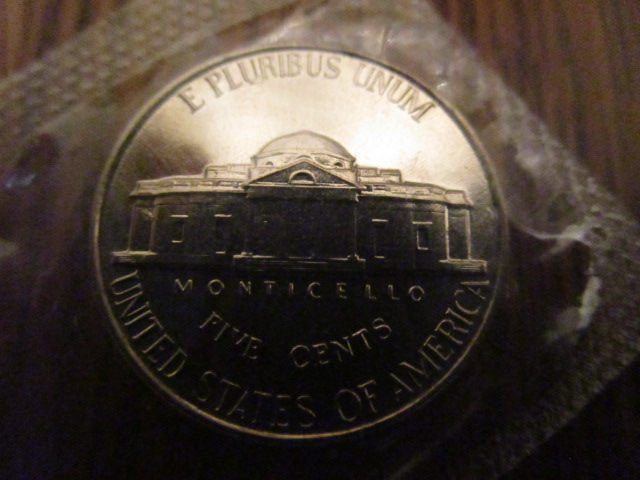 E PLURIBUS UNUM
MONTICELLO
FIVE CENTS
UNITED STATES OF AMERICA